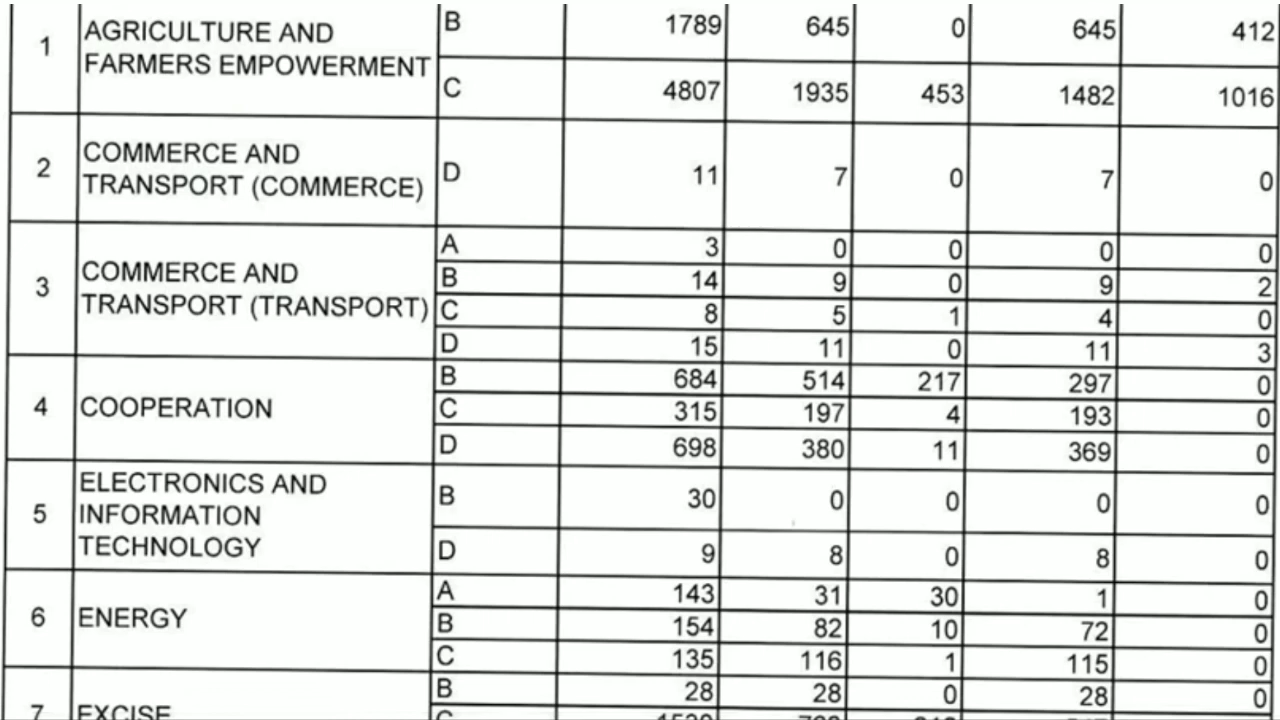 1 AGRICULTURE AND B 1789 645 0 645 412
FARMERS EMPOWERMENT C 4807 1935 453 1482 1016
2 COMMERCE AND TRANSPORT (COMMERCE) D 11 7 0 7 0
3 COMMERCE AND TRANSPORT (TRANSPORT) A 3 0 0 0 0
B 14 9 0 9 2
C 8 5 1 4 0
D 15 11 0 11 3
4 COOPERATION B 684 514 217 297 0
C 315 197 4 193 0
D 698 380 11 369 0
5 ELECTRONICS AND INFORMATION TECHNOLOGY B 30 0 0 0 0
D 9 8 0 8 0
6 ENERGY A 143 31 30 1 0
B 154 82 10 72 0
C 135 116 1 115 0
7 EXCISE B 28 28 0 28 0
C